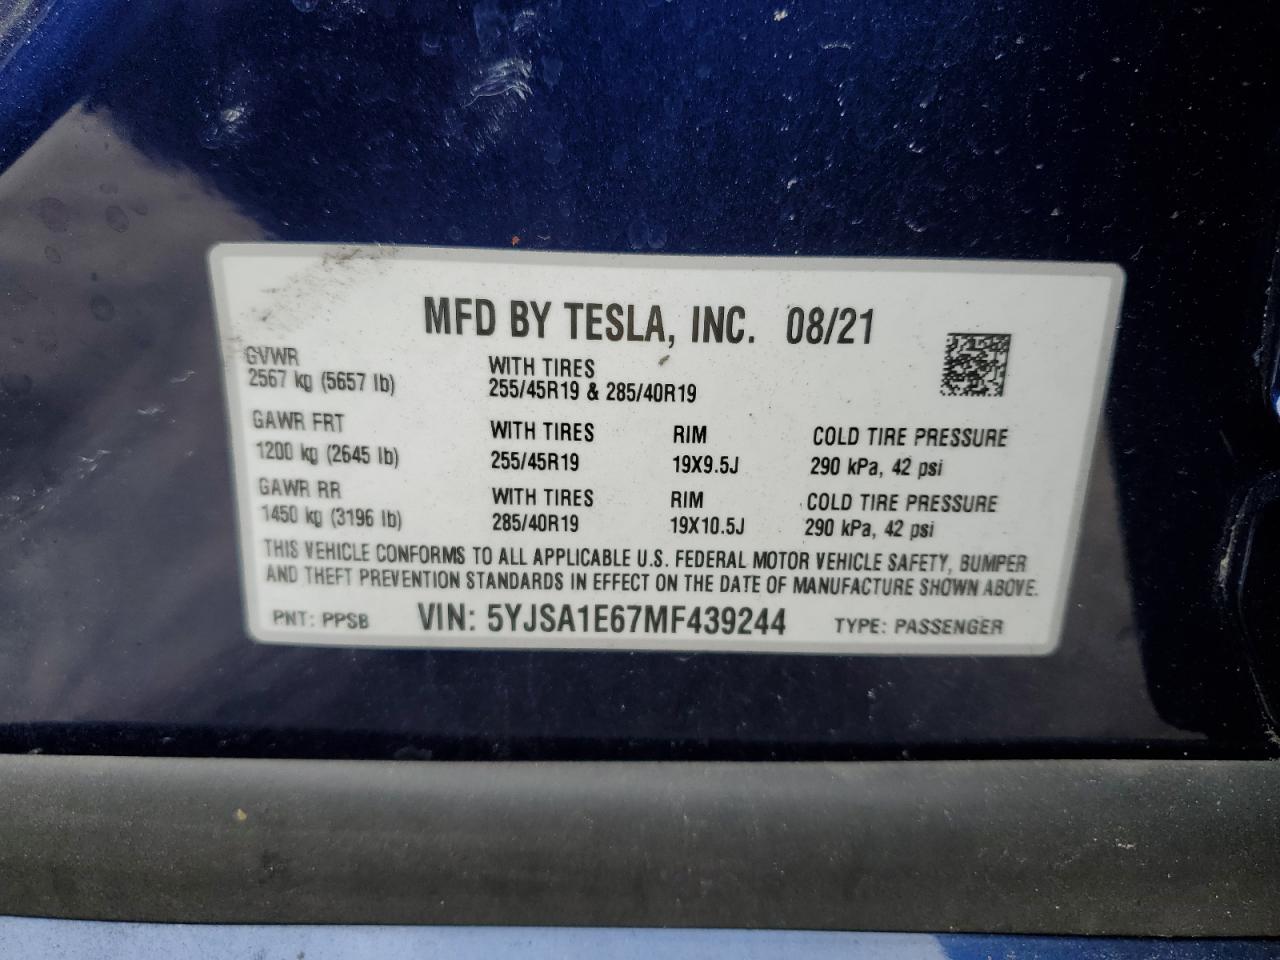 MFD BY TESLA, INC. 08/21
GVWR
2567 kg (5657 lb)
WITH TIRES
255/45R19 & 285/40R19
GAWR FRT
1200 kg (2645 lb)
WITH TIRES
255/45R19
RIM
19X9.5J
COLD TIRE PRESSURE
290 kPa, 42 psi
GAWR RR
1450 kg (3196 lb)
WITH TIRES
285/40R19
RIM
19X10.5J
COLD TIRE PRESSURE
290 kPa, 42 psi
THIS VEHICLE CONFORMS TO ALL APPLICABLE U.S. FEDERAL MOTOR VEHICLE SAFETY, BUMPER
AND THEFT PREVENTION STANDARDS IN EFFECT ON THE DATE OF MANUFACTURE SHOWN ABOVE.
PNT: PPSB VIN: 5YJSA1E67MF439244 TYPE: PASSENGER